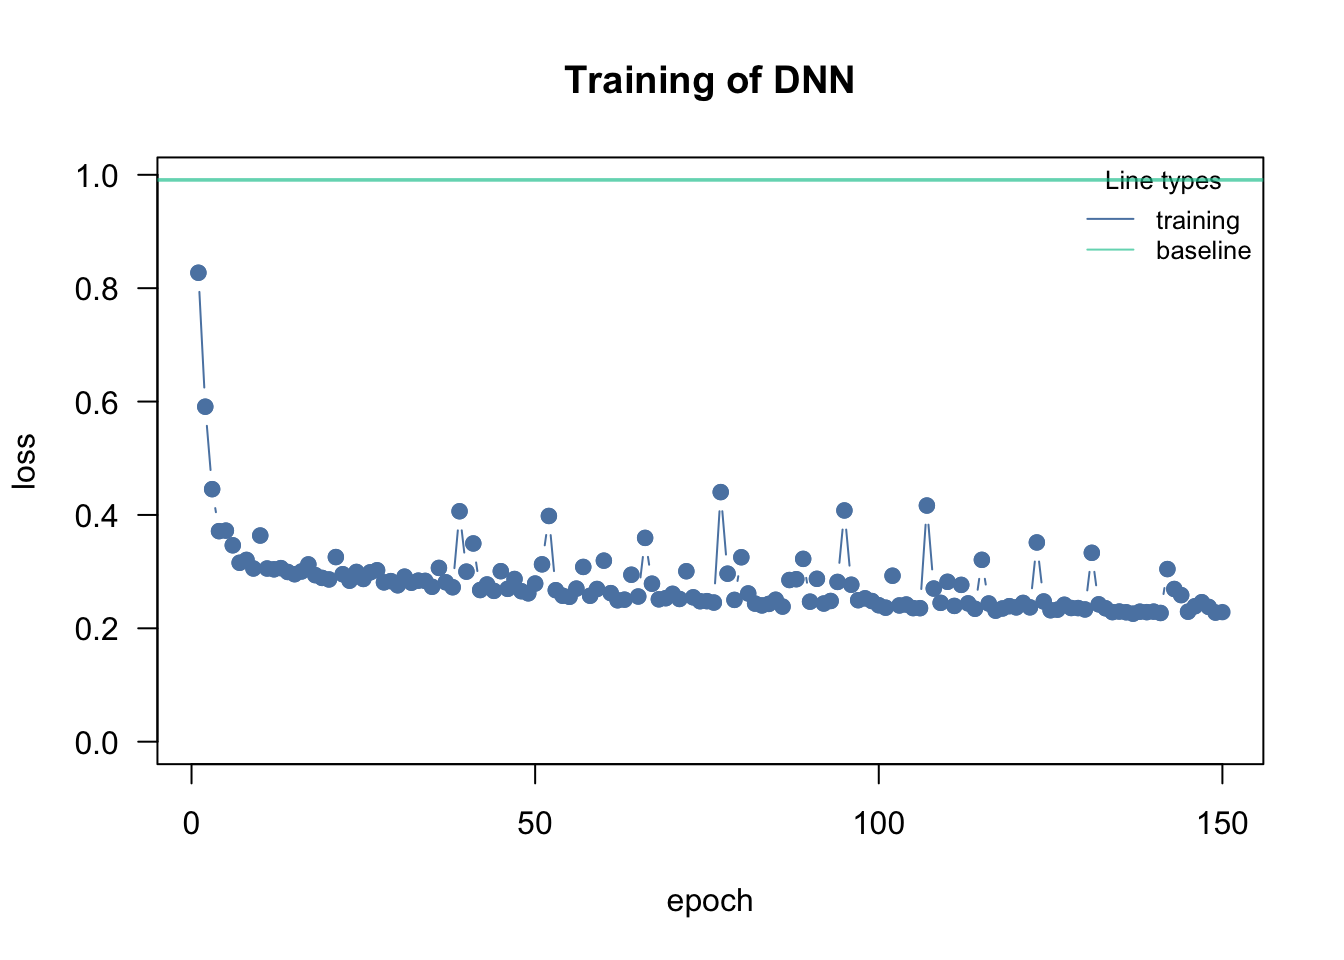 Training of DNN
Line types
training
baseline
1.0
0.8
0.6
0.4
0.2
0.0
loss
0 50 100 150
epoch